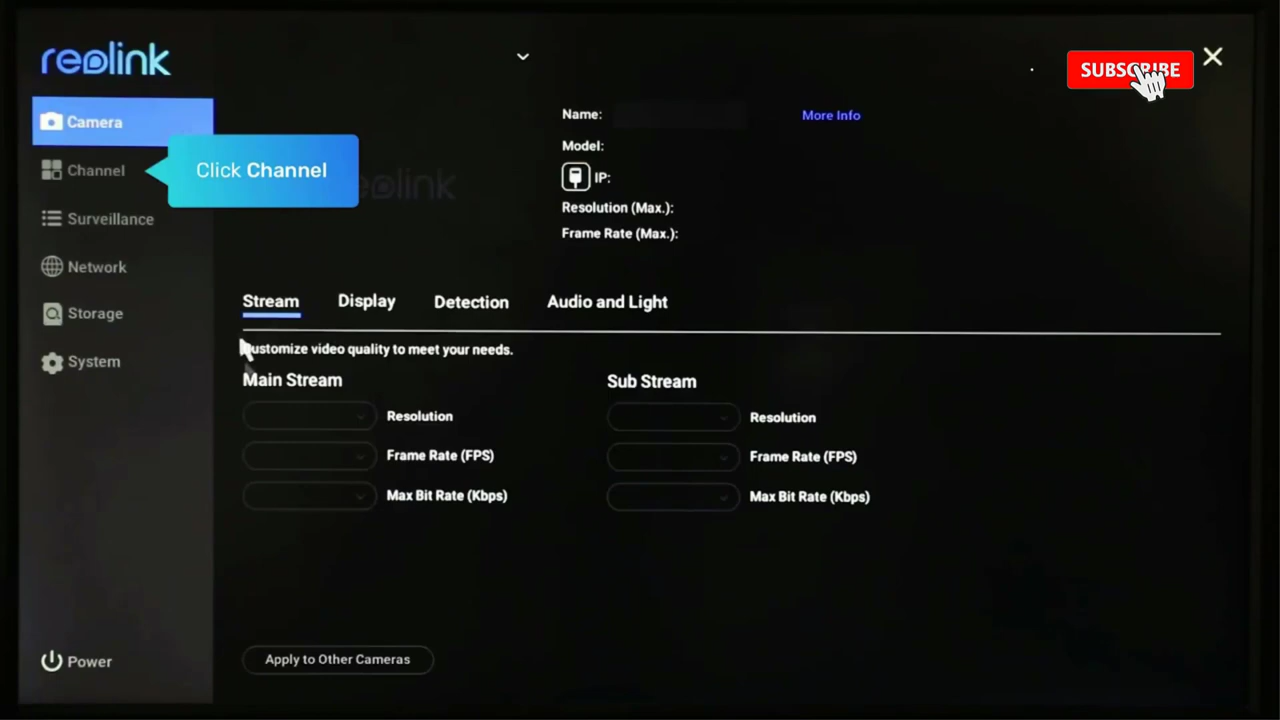 reolink
SUBSCRIBE
Camera
Channel
Surveillance
Network
Storage
System
Power
Click Channel
reolink
Name:
More Info
Model:
IP:
Resolution (Max.):
Frame Rate (Max.):
Stream
Display
Detection
Audio and Light
Customize video quality to meet your needs.
Main Stream
Resolution
Frame Rate (FPS)
Max Bit Rate (Kbps)
Sub Stream
Resolution
Frame Rate (FPS)
Max Bit Rate (Kbps)
Apply to Other Cameras